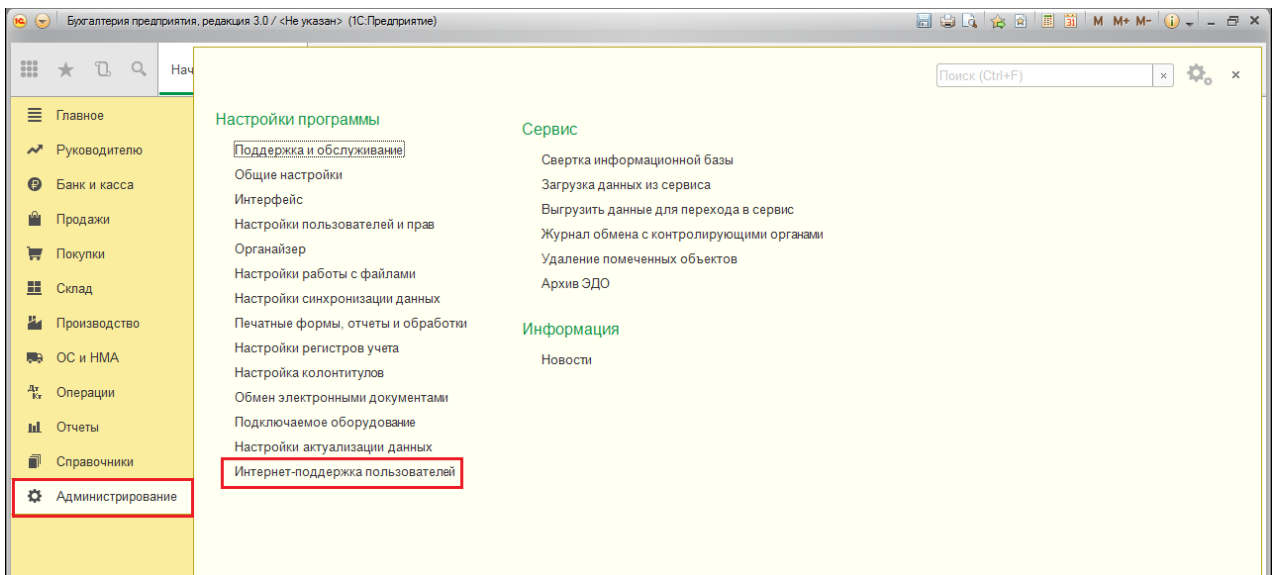 Бухгалтерия предприятия, редакция 3.0 / <Не указан> (1С:Предприятие)
M M+ M-
Нач
Поиск (Ctrl+F)
Главное
Руководителю
Банк и касса
Продажи
Покупки
Склад
Производство
ОС и НМА
Операции
Отчеты
Справочники
Администрирование
Настройки программы
Поддержка и обслуживание
Общие настройки
Интерфейс
Настройки пользователей и прав
Органайзер
Настройки работы с файлами
Настройки синхронизации данных
Печатные формы, отчеты и обработки
Настройки регистров учета
Настройка колонтитулов
Обмен электронными документами
Подключаемое оборудование
Настройки актуализации данных
Интернет-поддержка пользователей
Сервис
Свертка информационной базы
Загрузка данных из сервиса
Выгрузить данные для перехода в сервис
Журнал обмена с контролирующими органами
Удаление помеченных объектов
Архив ЭДО
Информация
Новости